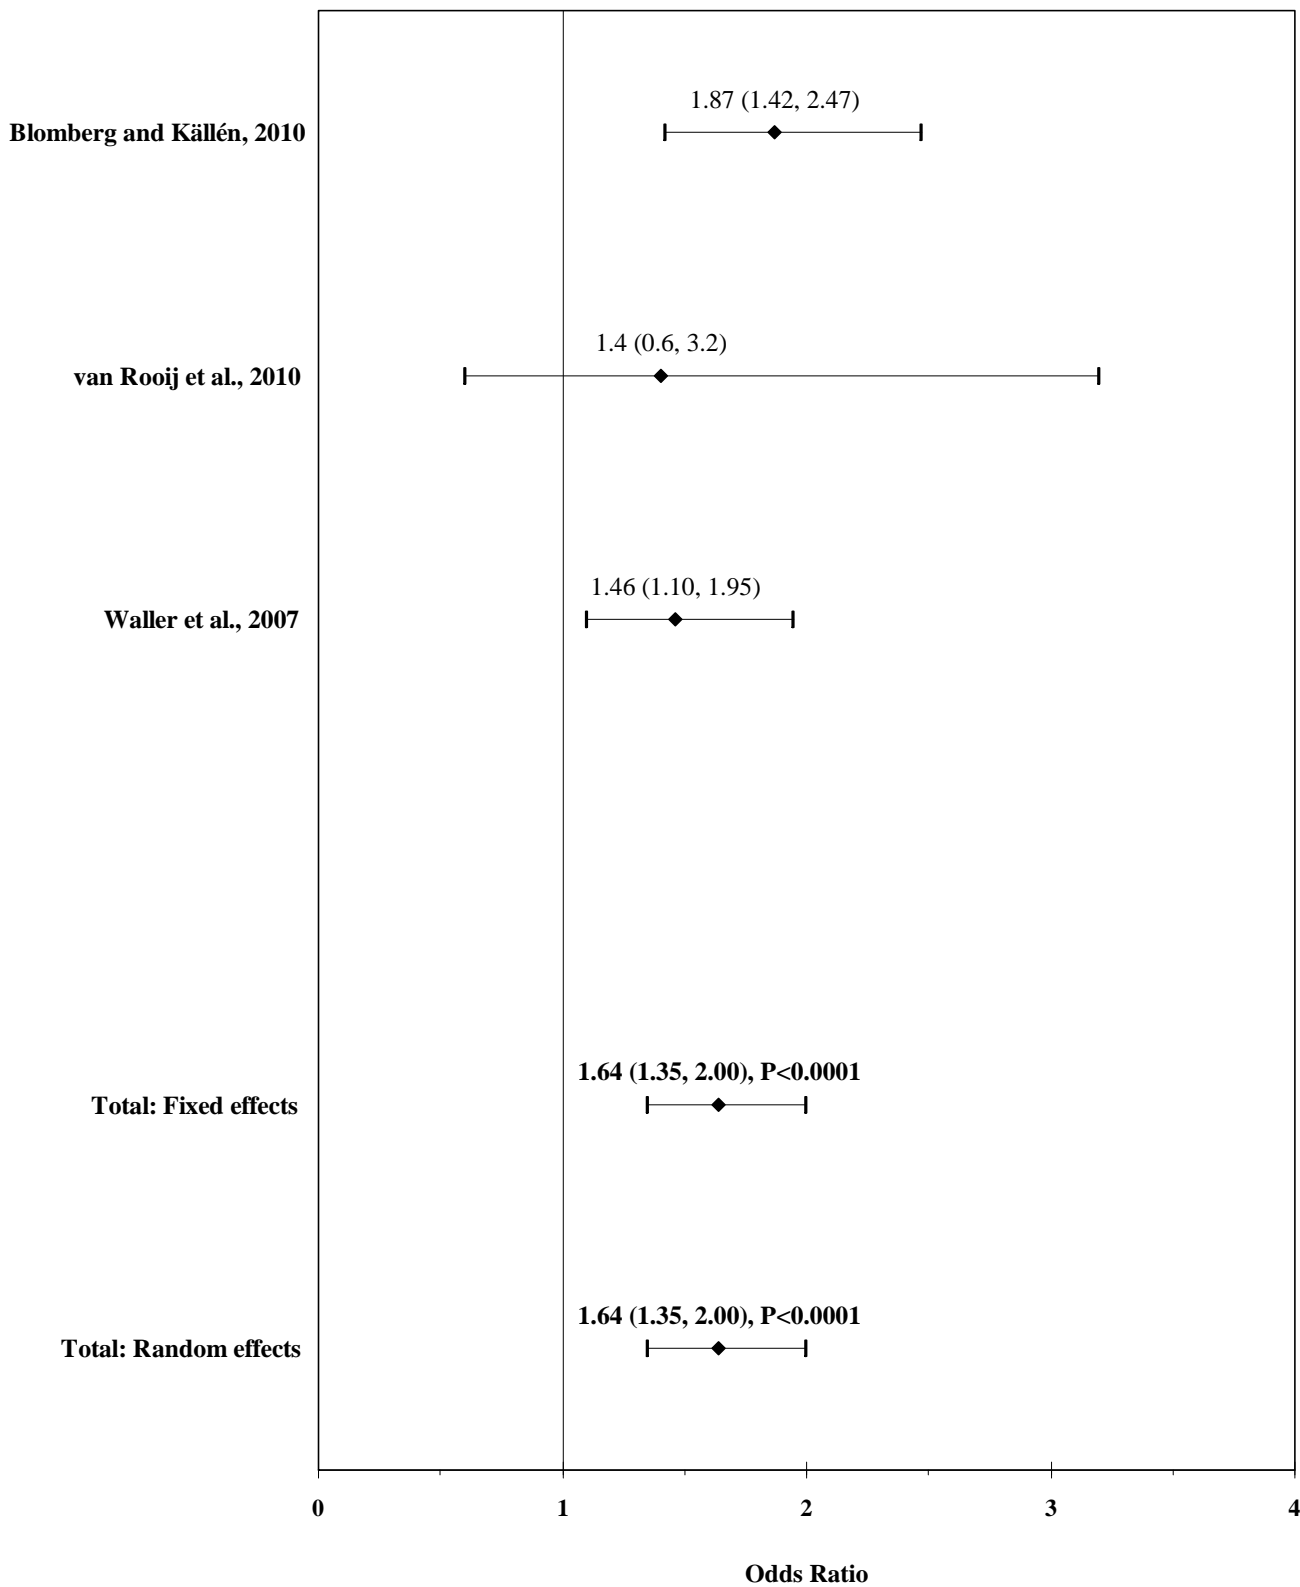 1.87 (1.42, 2.47)
Blomberg and Källén, 2010
1.4 (0.6, 3.2)
van Rooij et al., 2010
1.46 (1.10, 1.95)
Waller et al., 2007
1.64 (1.35, 2.00), P<0.0001
Total: Fixed effects
1.64 (1.35, 2.00), P<0.0001
Total: Random effects
0 1 2 3 4
Odds Ratio